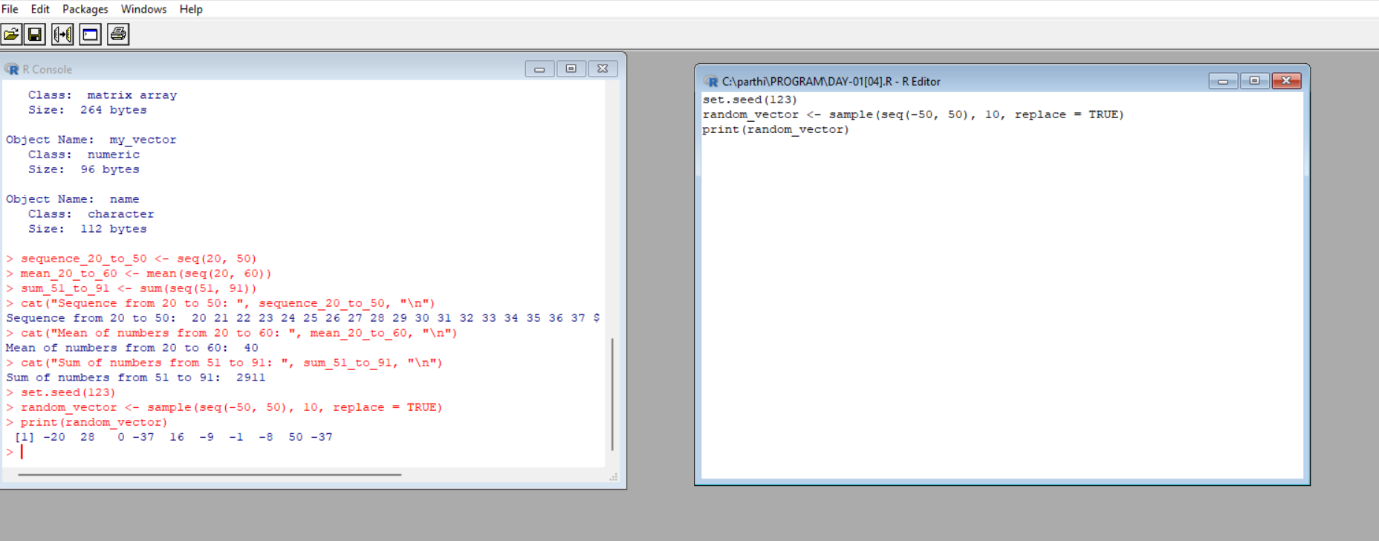 File Edit Packages Windows Help
R Console
Class: matrix array
Size: 264 bytes
Object Name: my_vector
Class: numeric
Size: 96 bytes
Object Name: name
Class: character
Size: 112 bytes
> sequence_20_to_50 <- seq(20, 50)
> mean_20_to_60 <- mean(seq(20, 60))
> sum_51_to_91 <- sum(seq(51, 91))
> cat("Sequence from 20 to 50: ", sequence_20_to_50, "\n")
Sequence from 20 to 50:  20 21 22 23 24 25 26 27 28 29 30 31 32 33 34 35 36 37 $
> cat("Mean of numbers from 20 to 60: ", mean_20_to_60, "\n")
Mean of numbers from 20 to 60:  40
> cat("Sum of numbers from 51 to 91: ", sum_51_to_91, "\n")
Sum of numbers from 51 to 91:  2911
> set.seed(123)
> random_vector <- sample(seq(-50, 50), 10, replace = TRUE)
> print(random_vector)
[1] -20  28   0 -37  16  -9  -1  -8  50 -37
>
C:\parthi\PROGRAM\DAY-01[04].R - R Editor
set.seed(123)
random_vector <- sample(seq(-50, 50), 10, replace = TRUE)
print(random_vector)